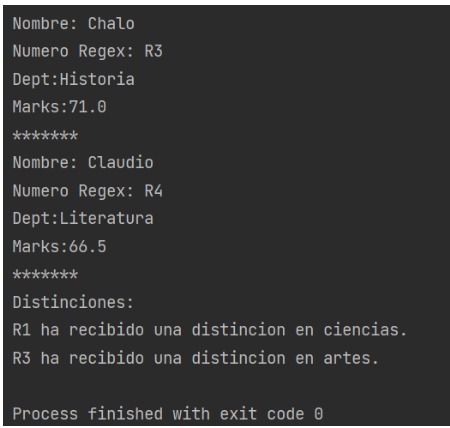 Nombre: Chalo
Numero Regex: R3
Dept:Historia
Marks:71.0
*******
Nombre: Claudio
Numero Regex: R4
Dept:Literatura
Marks:66.5
*******
Distinciones:
R1 ha recibido una distincion en ciencias.
R3 ha recibido una distincion en artes.
Process finished with exit code 0